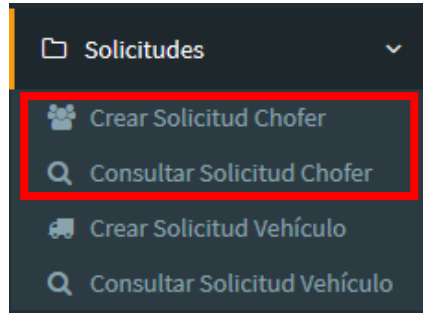 Solicitudes
Crear Solicitud Chofer
Consultar Solicitud Chofer
Crear Solicitud Vehículo
Consultar Solicitud Vehículo